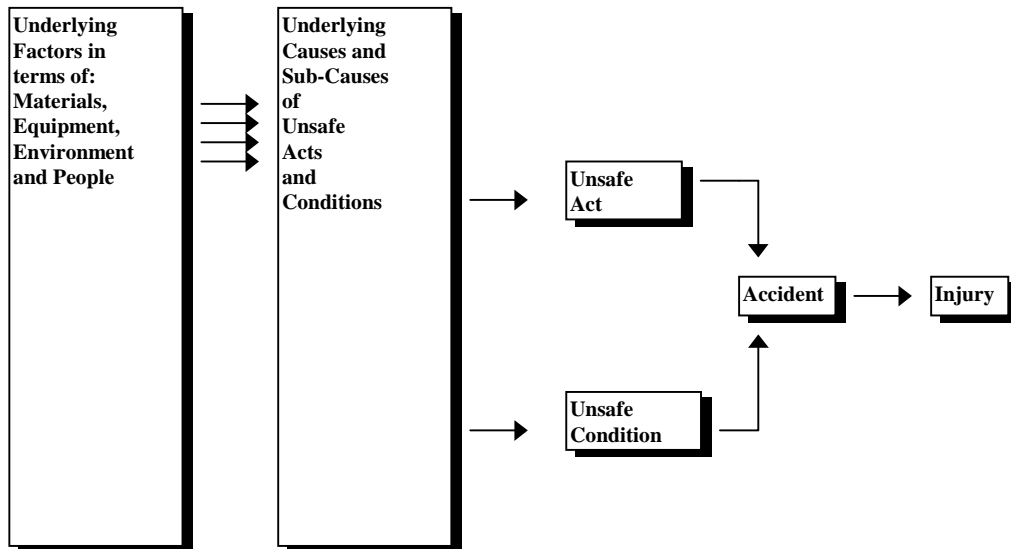 Underlying
Factors in
terms of:
Materials,
Equipment,
Environment
and People
Underlying
Causes and
Sub-Causes
of
Unsafe
Acts
and
Conditions
Unsafe
Act
Accident
Injury
Unsafe
Condition